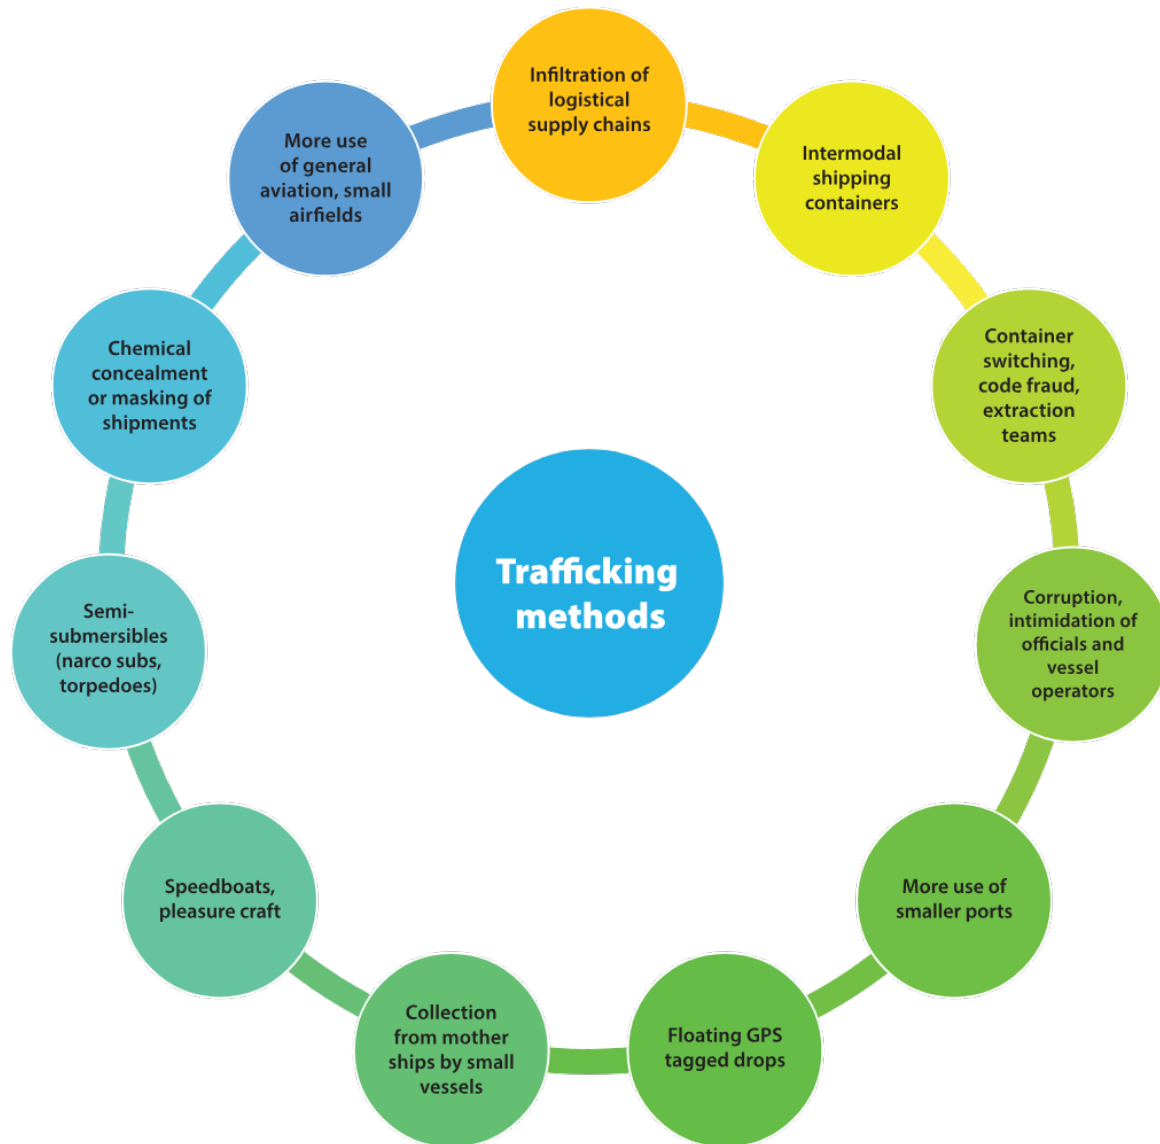 Infiltration of
logistical
supply chains
Intermodal
shipping
containers
Container
switching,
code fraud,
extraction
teams
Corruption,
intimidation of
officials and
vessel
operators
More use of
smaller ports
Floating GPS
tagged drops
Collection
from mother
ships by small
vessels
Speedboats,
pleasure craft
Semi-
submersibles
(narco subs,
torpedoes)
Chemical
concealment
or masking of
shipments
More use
of general
aviation, small
airfields
Trafficking
methods